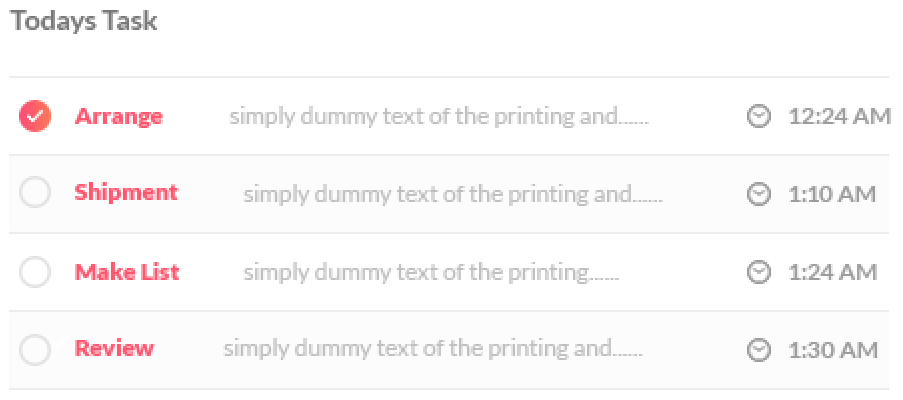 Todays Task
Arrange simply dummy text of the printing and...... 12:24 AM
Shipment simply dummy text of the printing and...... 1:10 AM
Make List simply dummy text of the printing...... 1:24 AM
Review simply dummy text of the printing and...... 1:30 AM